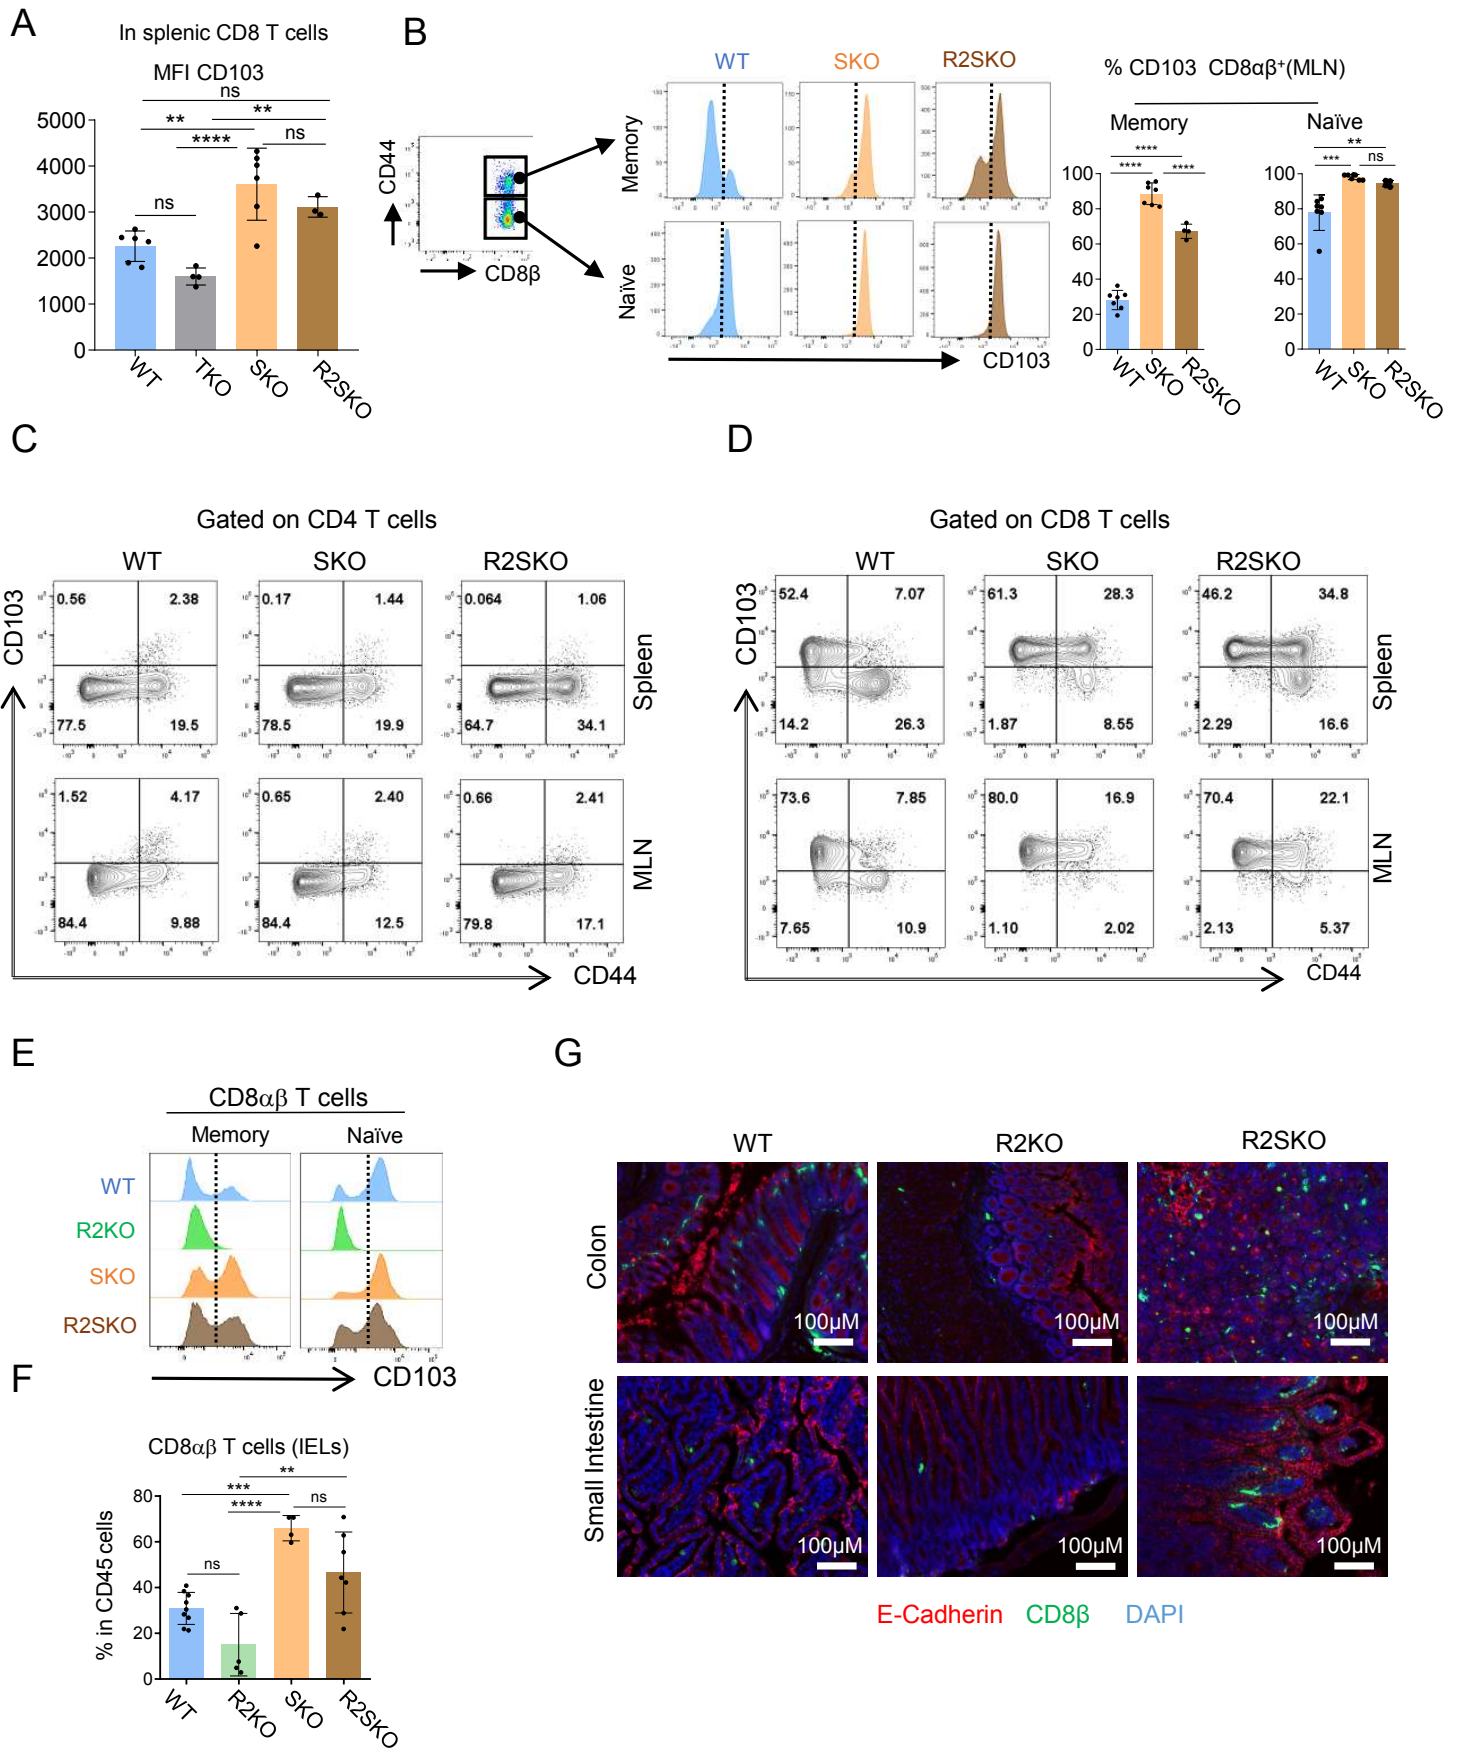 A
In splenic CD8 T cells
MFI CD103
ns
**
**
****
ns
ns
5000
4000
3000
2000
1000
0
WT
TKO
SKO
R2SKO
B
CD44
CD8β
WT
SKO
R2SKO
Memory
Naïve
CD103
% CD103 CD8αβ⁺(MLN)
Memory
Naïve
****
****
****
**
***
ns
100
80
60
40
20
0
WT
SKO
R2SKO
100
80
60
40
20
0
WT
SKO
R2SKO
C
Gated on CD4 T cells
WT
SKO
R2SKO
CD103
0.56
2.38
77.5
19.5
0.17
1.44
78.5
19.9
0.064
1.06
64.7
34.1
Spleen
1.52
4.17
84.4
9.88
0.65
2.40
84.4
12.5
0.66
2.41
79.8
17.1
MLN
CD44
D
Gated on CD8 T cells
WT
SKO
R2SKO
CD103
52.4
7.07
14.2
26.3
61.3
28.3
1.87
8.55
46.2
34.8
2.29
16.6
Spleen
73.6
7.85
7.65
10.9
80.0
16.9
1.10
2.02
70.4
22.1
2.13
5.37
MLN
CD44
E
CD8αβ T cells
Memory
Naïve
WT
R2KO
SKO
R2SKO
CD103
F
CD8αβ T cells (IELs)
**
***
****
ns
ns
% in CD45 cells
80
60
40
20
0
WT
R2KO
SKO
R2SKO
G
WT
R2KO
R2SKO
Colon
100µM
100µM
100µM
Small Intestine
100µM
100µM
100µM
E-Cadherin
CD8β
DAPI